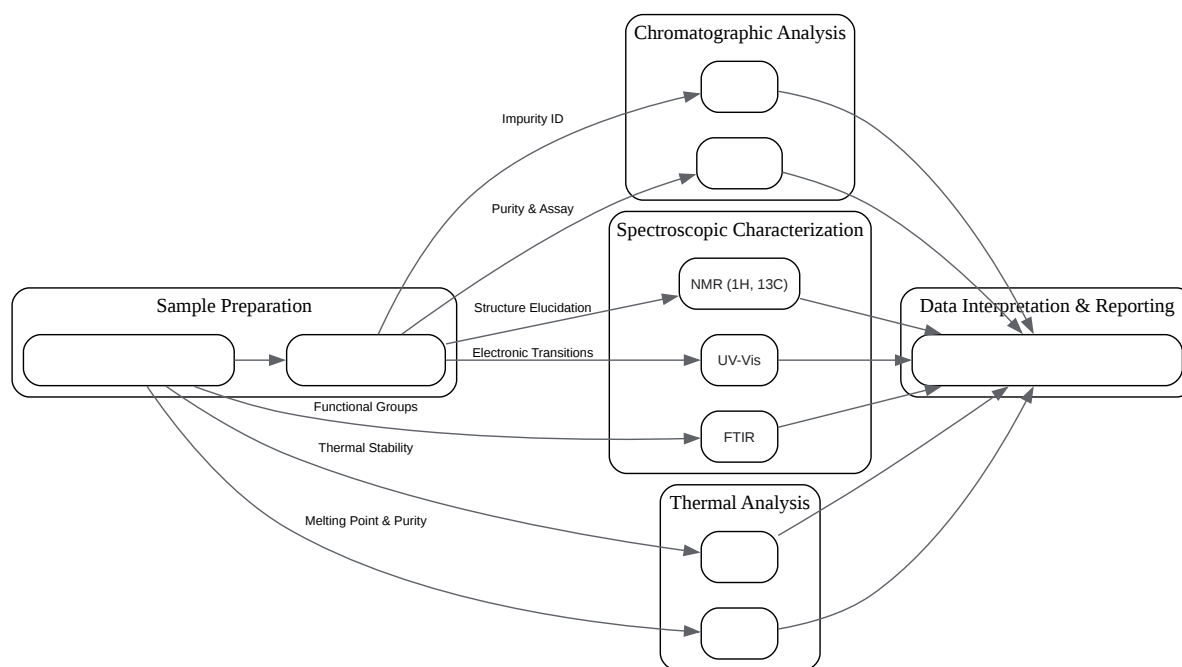 Chromatographic Analysis
Impurity ID
Purity & Assay
Spectroscopic Characterization
NMR (1H, 13C)
Structure Elucidation
Sample Preparation
Data Interpretation & Reporting
Electronic Transitions
UV-Vis
Functional Groups
FTIR
Thermal Stability
Thermal Analysis
Melting Point & Purity